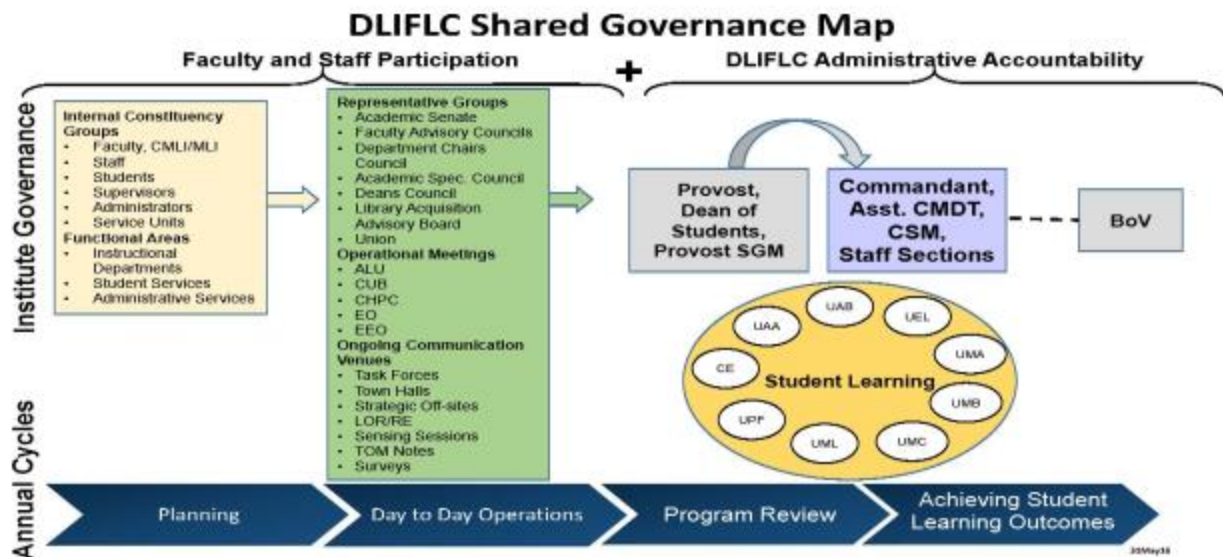 DLIFLC Shared Governance Map
Faculty and Staff Participation
+
DLIFLC Administrative Accountability
Institute Governance
Internal Constituency
Groups
• Faculty, CMLI/MLI
• Staff
• Students
• Supervisors
• Administrators
• Service Units
Functional Areas
• Instructional
Departments
• Student Services
• Administrative Services
Representative Groups
• Academic Senate
• Faculty Advisory Councils
• Department Chairs
Council
• Academic Spec. Council
• Deans Council
• Library Acquisition
Advisory Board
• Union
Operational Meetings
• ALU
• CUB
• CHPC
• EO
• EEO
Ongoing Communication
Venues
• Task Forces
• Town Halls
• Strategic Off-sites
• LOR/RE
• Sensing Sessions
• TOM Notes
• Surveys
Provost,
Dean of
Students,
Provost SGM
Commandant,
Asst. CMDT,
CSM,
Staff Sections
BoV
UAB
UEL
UAA
UMA
CE
Student Learning
UMB
UPF
UML
UMC
Annual Cycles
Planning
Day to Day Operations
Program Review
Achieving Student
Learning Outcomes